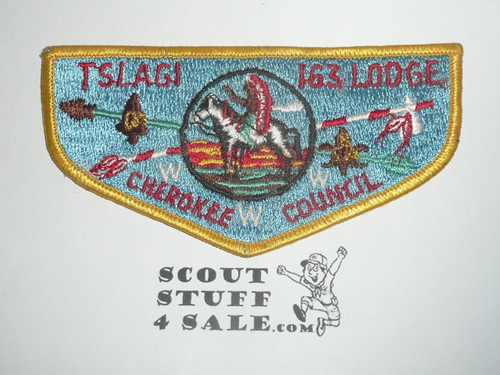 TSLAGI 163 LODGE
W W
W
CHEROKEE COUNCIL
SCOUT
STUFF
4 SALE.COM